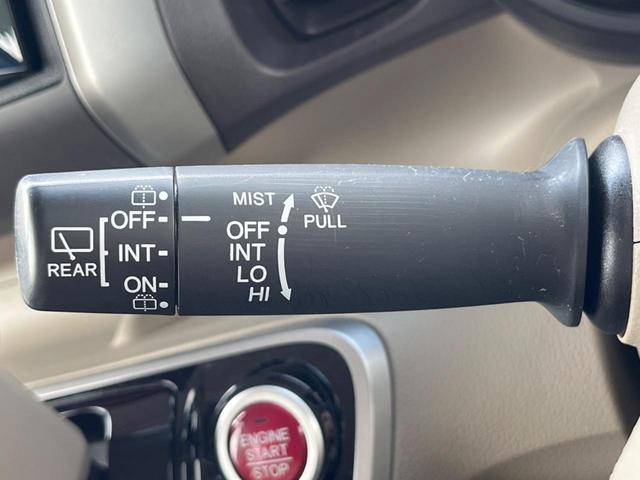 OFF
INT
ON
REAR
MIST
OFF
INT
LO
HI
PULL
ENGINE
START
STOP